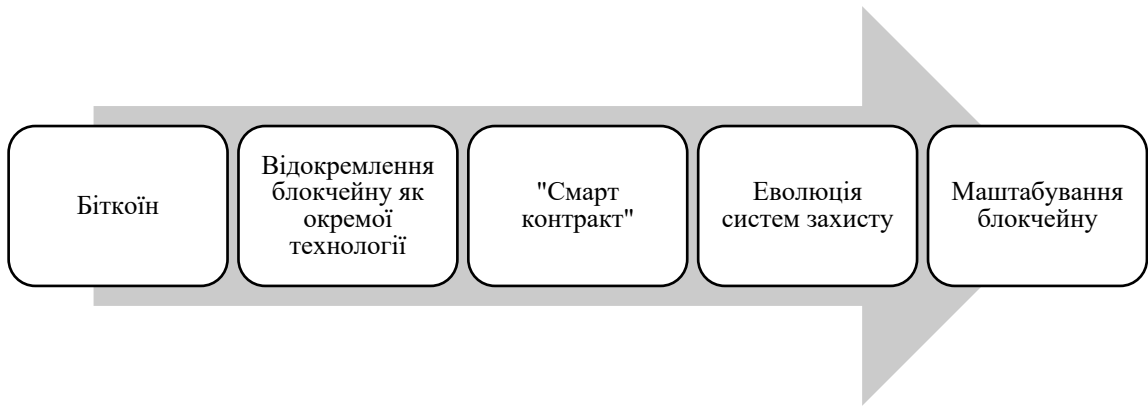 Біткоїн
Відокремлення
блокчейну як
окремої
технології
"Смарт
контракт"
Еволюція
систем захисту
Маштабування
блокчейну